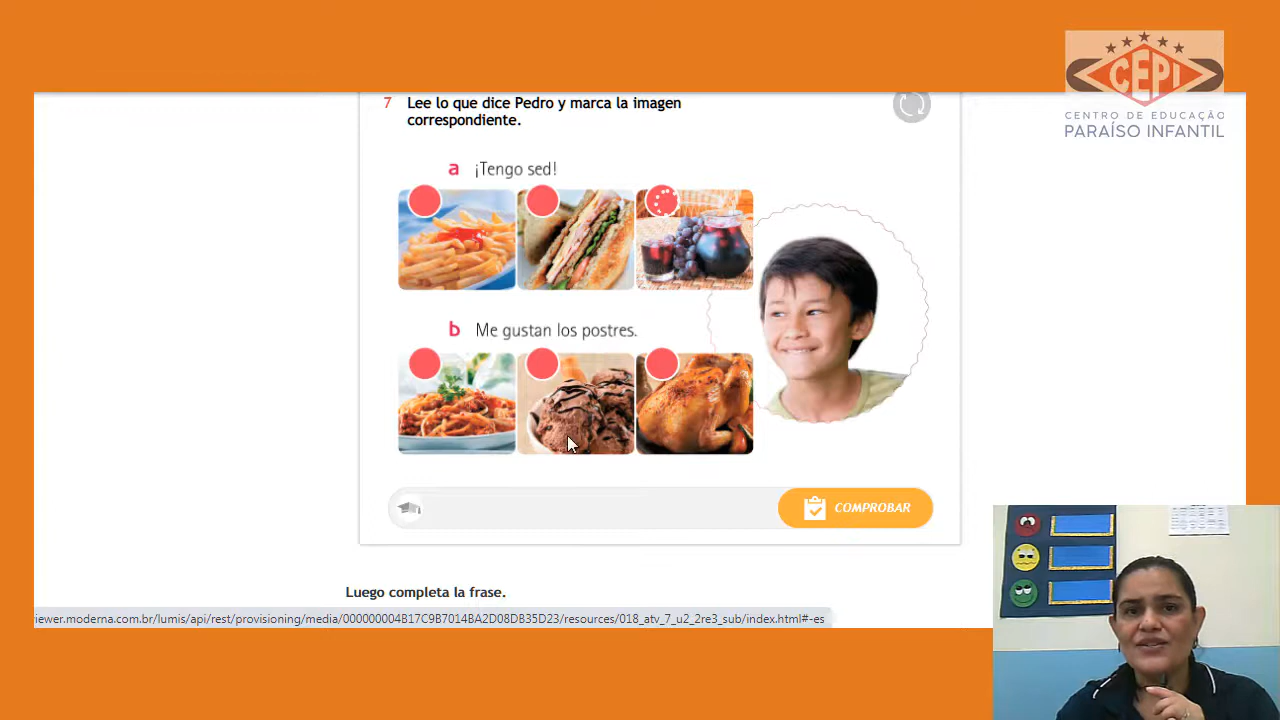 CEPI
CENTRO DE EDUCAÇÃO
PARAÍSO INFANTIL
7 Lee lo que dice Pedro y marca la imagen
correspondiente.
a ¡Tengo sed!
b Me gustan los postres.
COMPROBAR
Luego completa la frase.
iewer.moderna.com.br/lumis/api/rest/provisioning/media/000000004B17C9B7014BA2D08DB35D23/resources/018_atv_7_u2_2re3_sub/index.html#-es